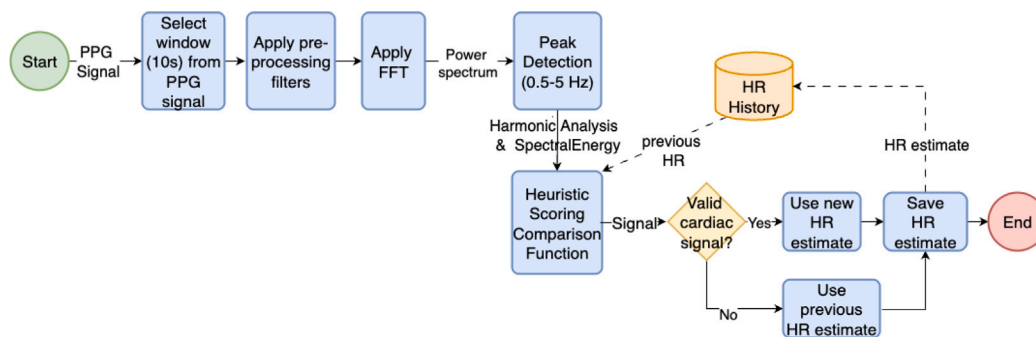 Start
PPG
Signal
Select
window
(10s) from
PPG
signal
Apply pre-
processing
filters
Apply
FFT
Power
spectrum
Peak
Detection
(0.5-5 Hz)
HR
History
Harmonic Analysis
& SpectralEnergy
previous
HR
HR estimate
Heuristic
Scoring
Comparison
Function
Signal
Valid
cardiac
signal?
Yes
Use new
HR
estimate
Save
HR
estimate
End
No
Use
previous
HR estimate